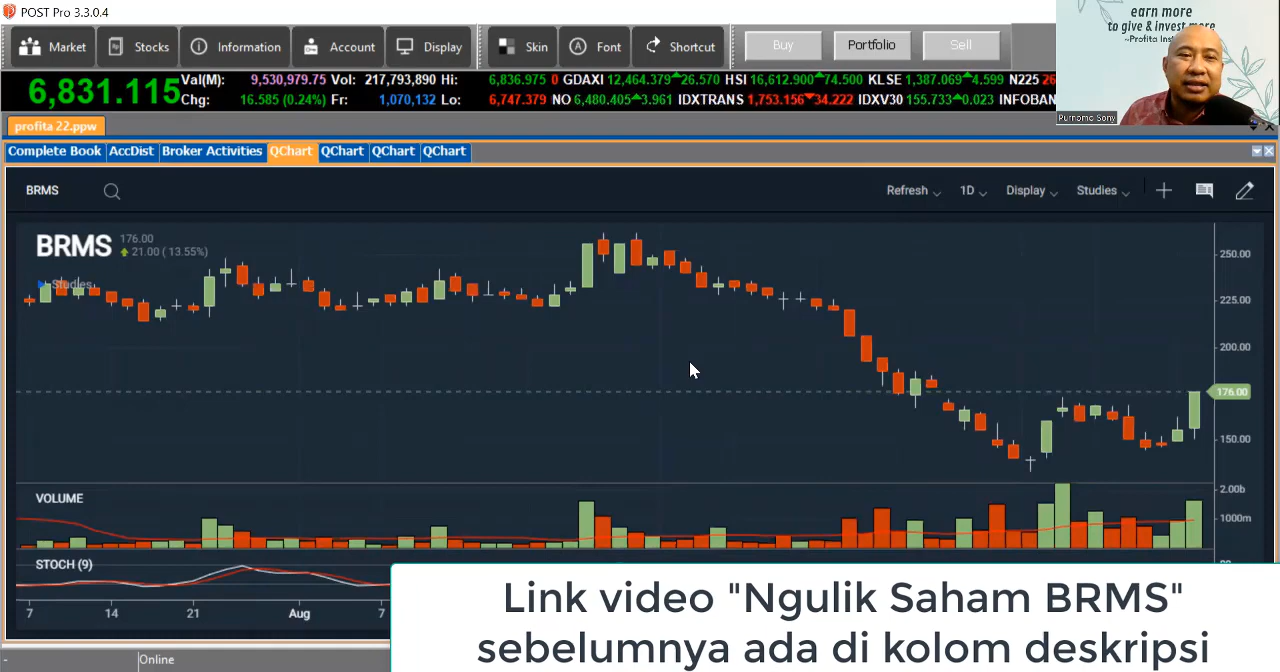 POST Pro 3.3.0.4
Market Stocks Information Account Display Skin Font Shortcut Buy Portfolio Sell
earn more
to give & invest more
~Profita
Purnomo Sony
6,831.115 Val(M): 9,530,979.75 Vol: 217,793,890 Hi: 6,836.975 0 GDAXI 12,464.379 26.570 HSI 16,612.900 74.500 KLSE 1,387.069 4.599 N225
Chg: 16.585 (0.24%) Fr: 1,070,132 Lo: 6,747.379 NO 6,480.405 3.961 IDXTRANS 1,753.156 34.222 IDXV30 155.733 0.023 INFOBAN
profita 22.ppw
Complete Book AccDist Broker Activities QChart QChart QChart QChart
BRMS Refresh 1D Display Studies
BRMS 176.00
21.00 ( 13.55%)
Studies
250.00
225.00
200.00
176.00
150.00
VOLUME 2.00b
1000m
STOCH (9)
7 14 21 Aug 7
Link video "Ngulik Saham BRMS"
sebelumnya ada di kolom deskripsi
- Online